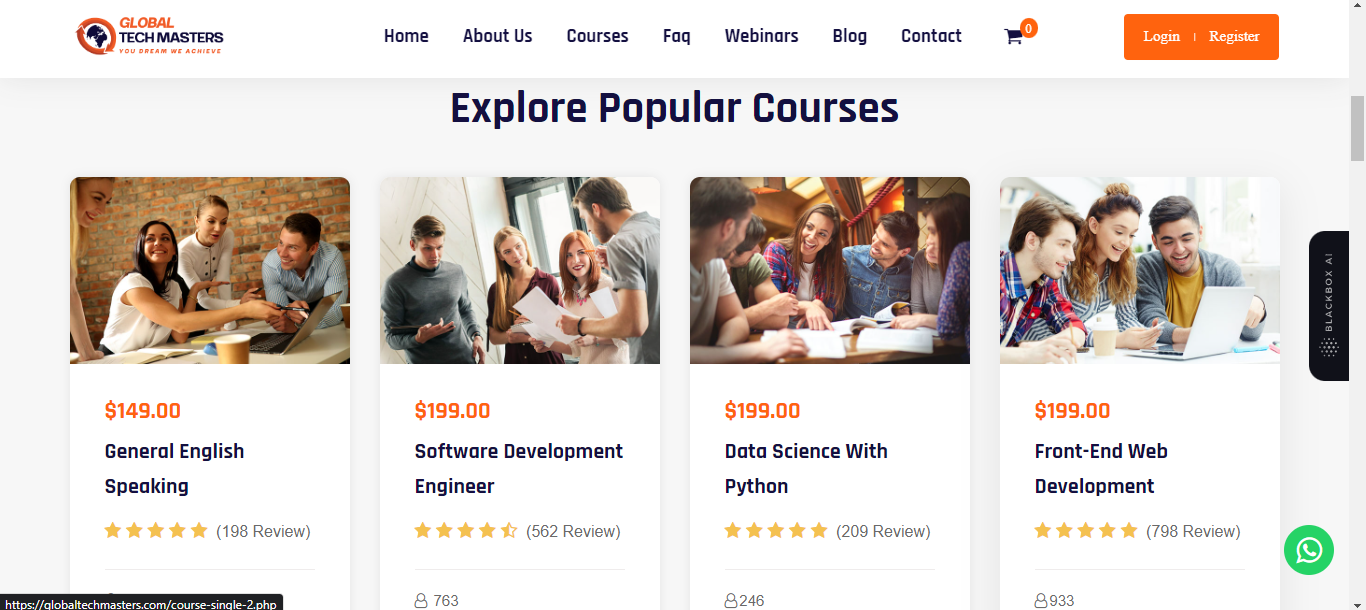 GLOBAL
TECH MASTERS
YOU DREAM WE ACHIEVE
Home About Us Courses Faq Webinars Blog Contact 0 Login | Register
Explore Popular Courses
$149.00
General English
Speaking
(198 Review)
$199.00
Software Development
Engineer
(562 Review)
763
$199.00
Data Science With
Python
(209 Review)
246
$199.00
Front-End Web
Development
(798 Review)
933
BLACKBOX AI
https://globaltechmasters.com/course-single-2.php